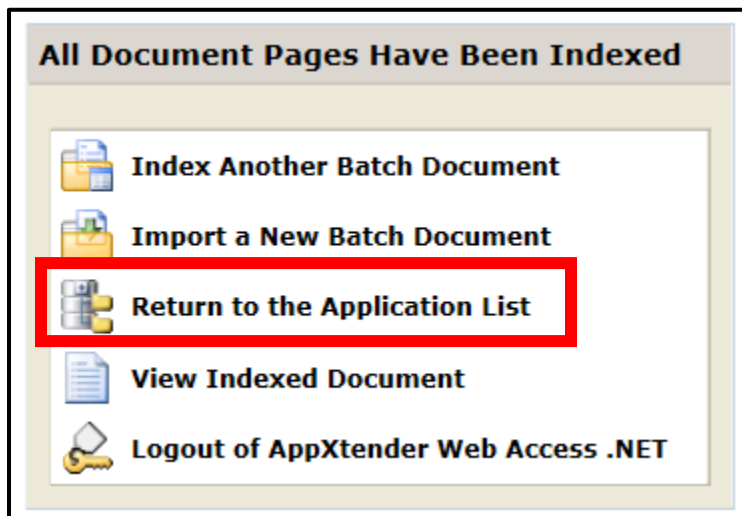 All Document Pages Have Been Indexed
Index Another Batch Document
Import a New Batch Document
Return to the Application List
View Indexed Document
Logout of AppXtender Web Access .NET